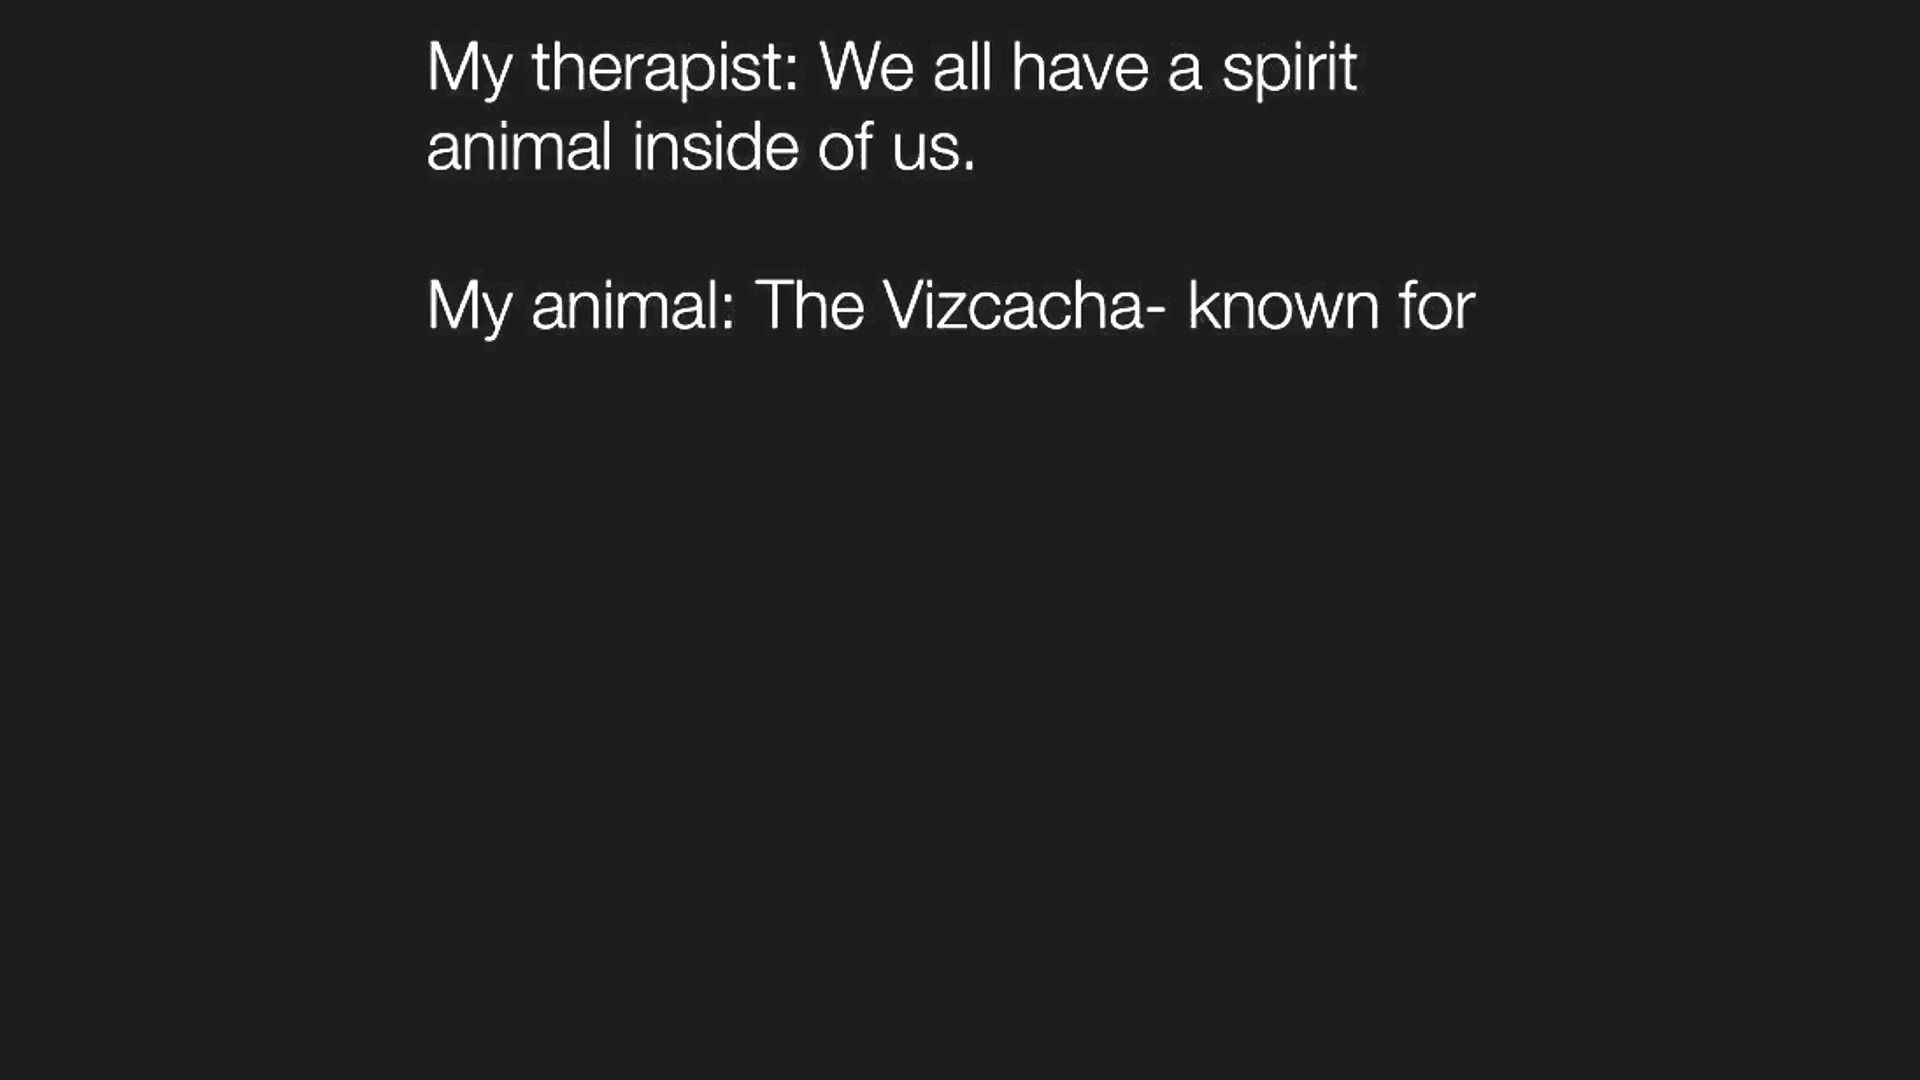 My therapist: We all have a spirit
animal inside of us.
My animal: The Vizcacha- known for